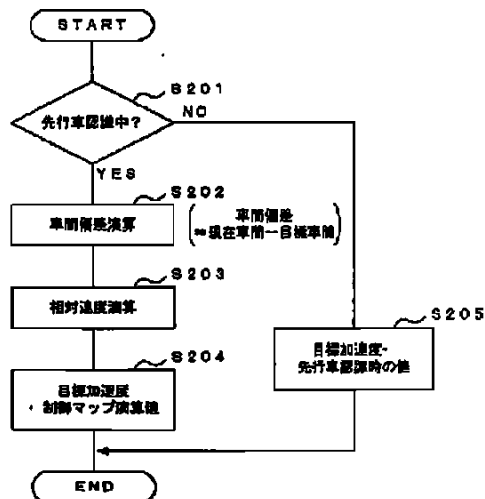 START
S201
先行車認識中?
NO
YES
S202
車間偏差演算
車間偏差
=現在車間－目標車間
S203
相対速度演算
S204
目標加速度
制御マップ演算値
S205
目標加速度-
先行車認識時の値
END